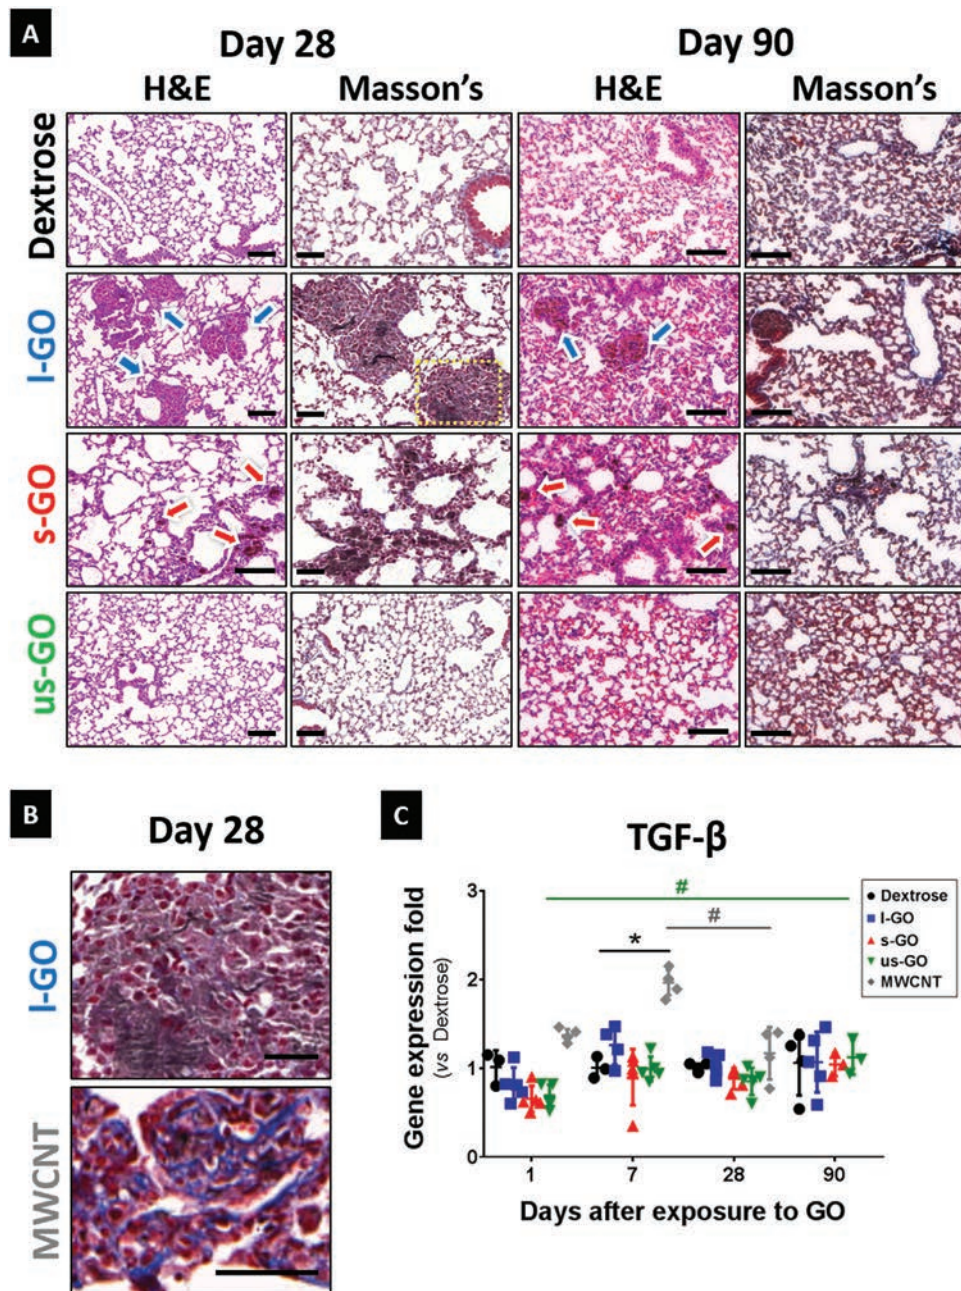 A
Day 28
Day 90
H&E
Masson's
H&E
Masson's
Dextrose
l-GO
s-GO
us-GO
B
Day 28
l-GO
MWCNT
C
TGF-β
Gene expression fold
(vs Dextrose)
3
2
1
0
#
#
*
Dextrose
l-GO
s-GO
us-GO
MWCNT
1 7 28 90
Days after exposure to GO